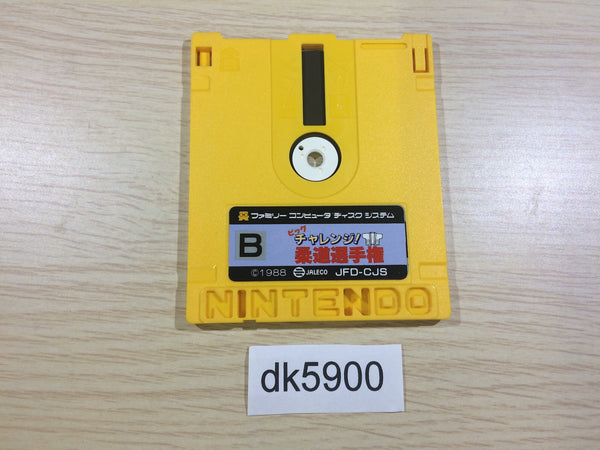 ファミリー コンピュータ ディスク システム
B
ビッグ
チャレンジ!
柔道選手権
©1988 JALECO JFD-CJS
NINTENDO
dk5900